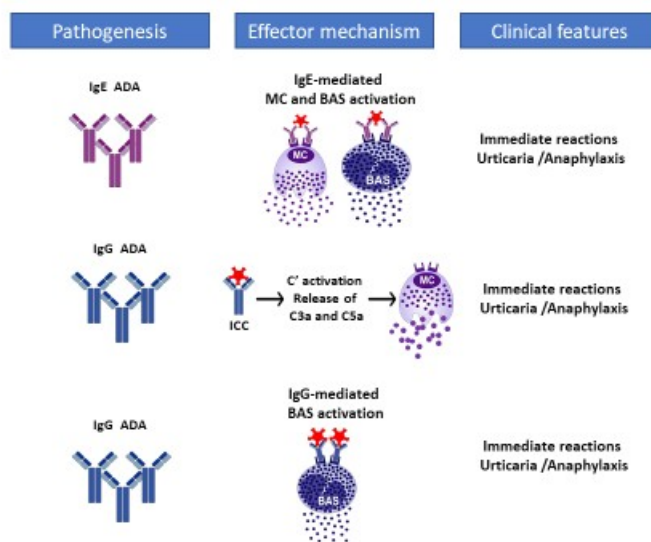 Pathogenesis
Effector mechanism
Clinical features
IgE ADA
IgE-mediated
MC and BAS activation
MC
BAS
Immediate reactions
Urticaria /Anaphylaxis
IgG ADA
ICC
C' activation
Release of
C3a and C5a
MC
Immediate reactions
Urticaria /Anaphylaxis
IgG ADA
IgG-mediated
BAS activation
BAS
Immediate reactions
Urticaria /Anaphylaxis